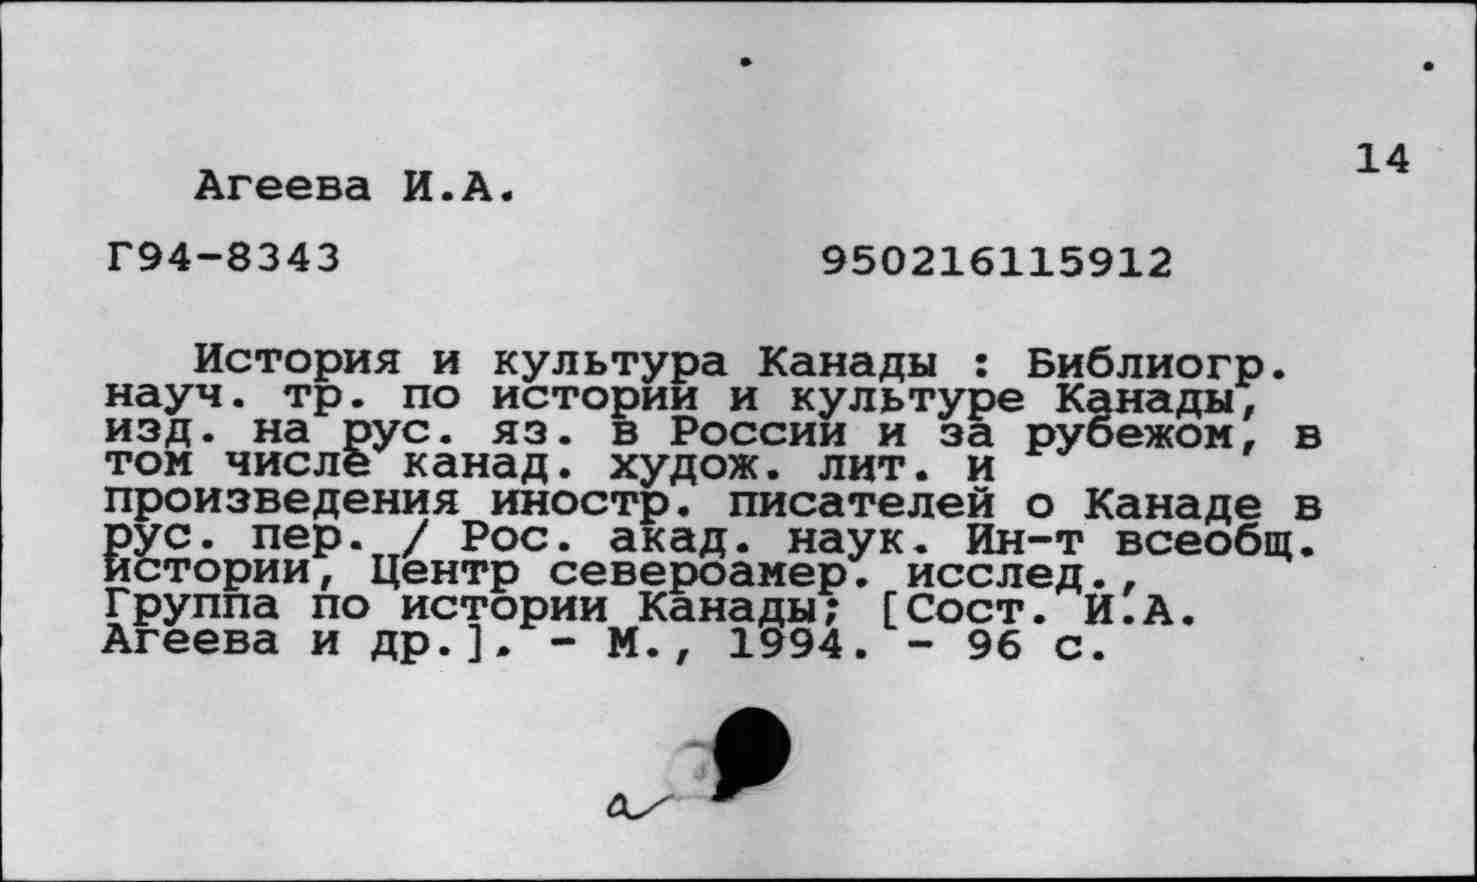 14
Агеева И.А.
Г94-8343 950216115912
История и культура Канады : Библиогр.
науч. тр. по истории и культуре Канады,
изд. на рус. яз. в России и за рубежом, в
том числе канад. худож. лит. и
произведения иностр. писателей о Канаде в
рус. пер. / Рос. акад. наук. Ин-т всеобщ.
истории, Центр североамер. исслед.,
Группа по истории Канады; [Сост. И.А.
Агеева и др.]. - М., 1994. - 96 с.